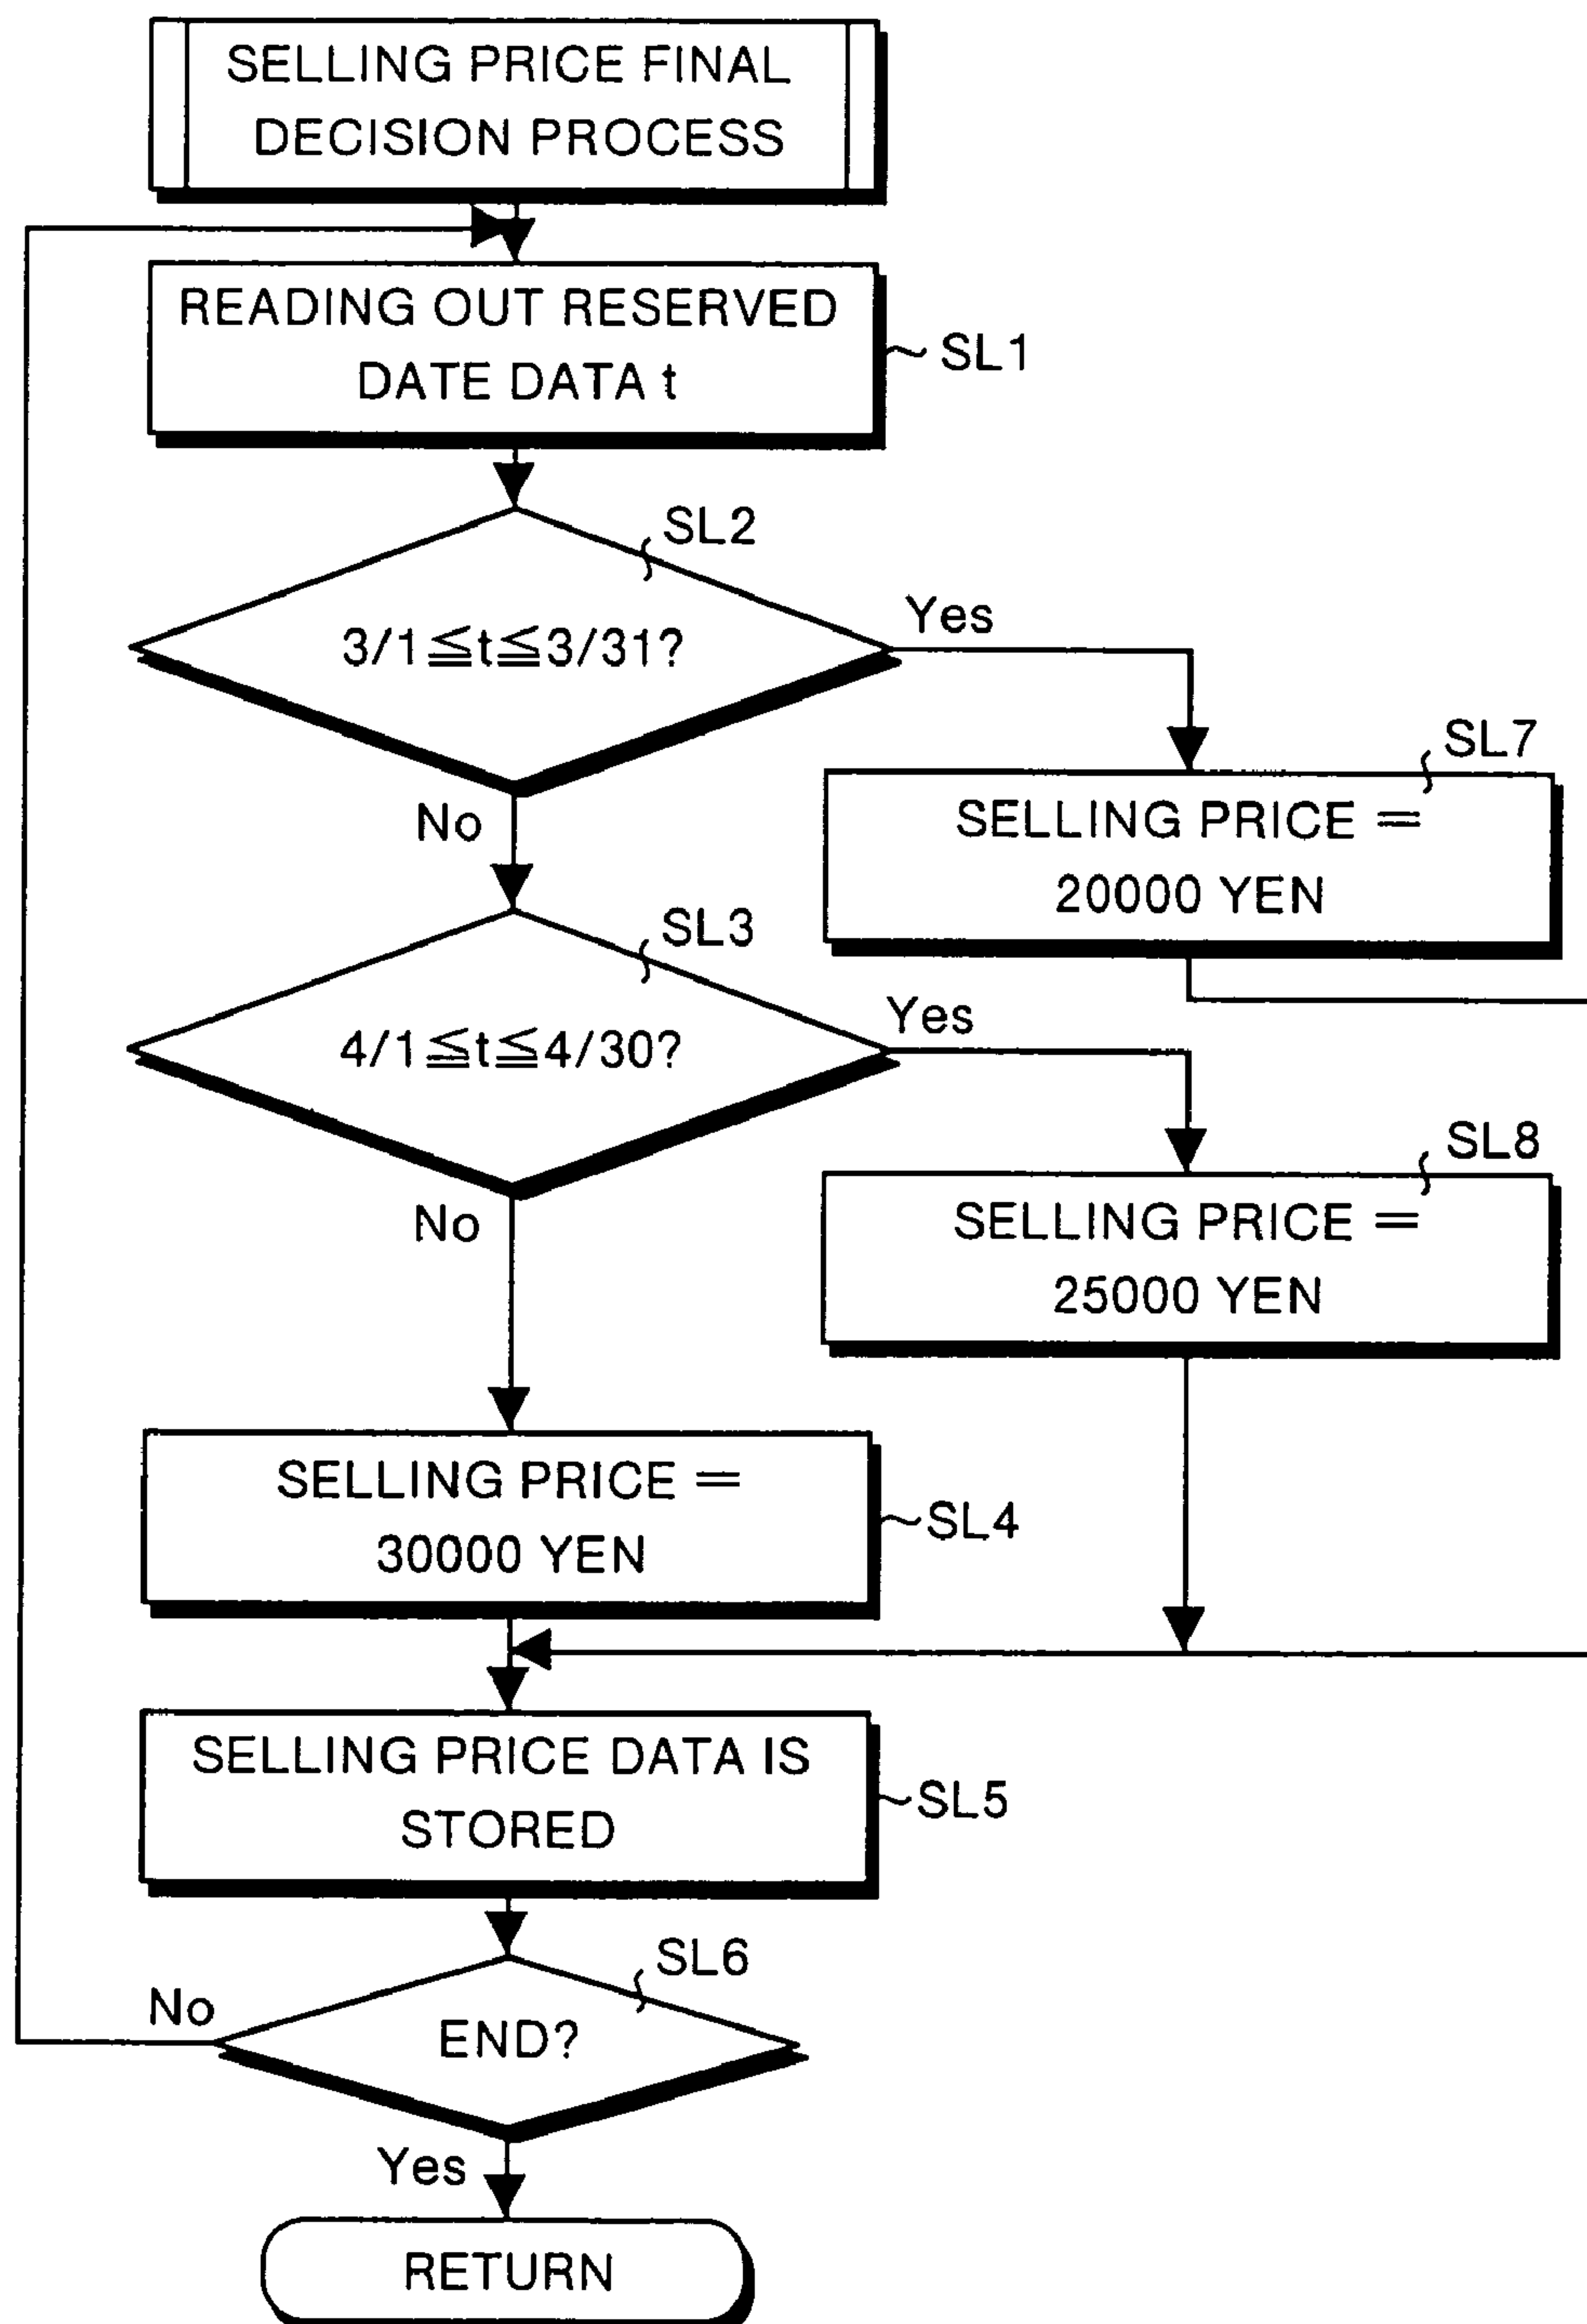 SELLING PRICE FINAL
DECISION PROCESS
READING OUT RESERVED
DATE DATA t
SL1
SL2
3/1≦t≦3/31?
Yes
No
SL7
SELLING PRICE =
20000 YEN
SL3
4/1≦t≦4/30?
Yes
No
SL8
SELLING PRICE =
25000 YEN
SELLING PRICE =
30000 YEN
SL4
SELLING PRICE DATA IS
STORED
SL5
SL6
END?
No
Yes
RETURN